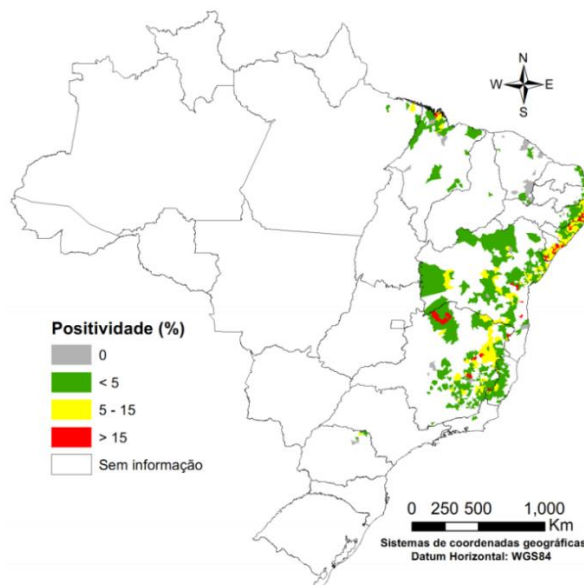 N
W E
S
Positividade (%)
0
< 5
5 - 15
> 15
Sem informação
0 250 500 1,000
Km
Sistemas de coordenadas geográficas
Datum Horizontal: WGS84